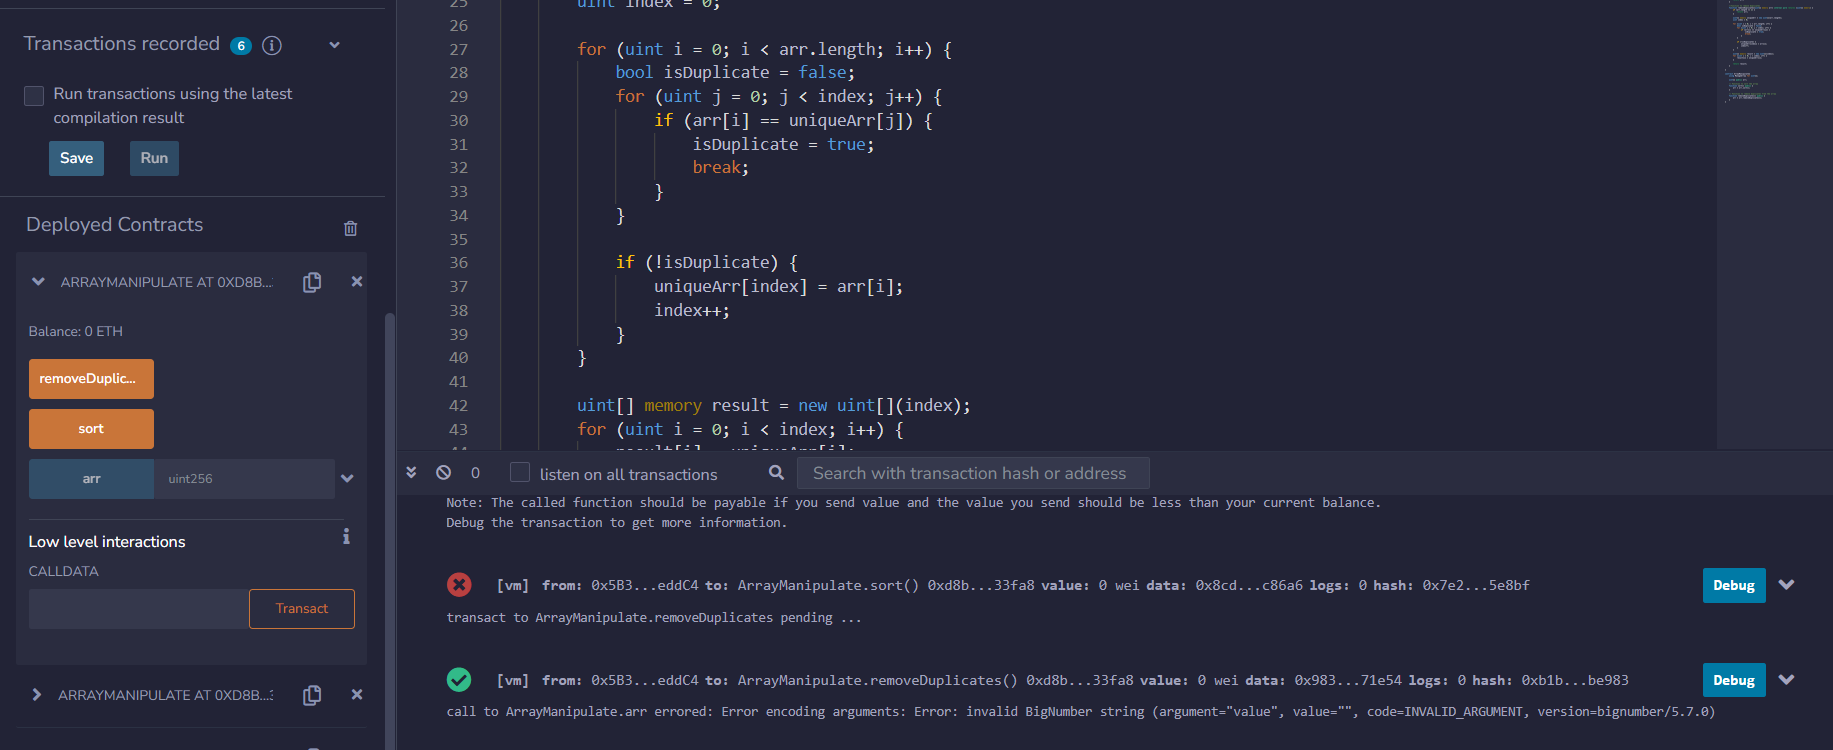 Transactions recorded 6 i
Run transactions using the latest
compilation result
Save Run
Deployed Contracts
ARRAYMANIPULATE AT 0XD8B...
Balance: 0 ETH
removeDuplic...
sort
arr uint256
Low level interactions i
CALLDATA
Transact
ARRAYMANIPULATE AT 0XD8B...
25 uint index = 0;
26
27 for (uint i = 0; i < arr.length; i++) {
28 bool isDuplicate = false;
29 for (uint j = 0; j < index; j++) {
30 if (arr[i] == uniqueArr[j]) {
31 isDuplicate = true;
32 break;
33 }
34 }
35
36 if (!isDuplicate) {
37 uniqueArr[index] = arr[i];
38 index++;
39 }
40 }
41
42 uint[] memory result = new uint[](index);
43 for (uint i = 0; i < index; i++) {
0 listen on all transactions Search with transaction hash or address
Note: The called function should be payable if you send value and the value you send should be less than your current balance.
Debug the transaction to get more information.
[vm] from: 0x5B3...eddC4 to: ArrayManipulate.sort() 0xd8b...33fa8 value: 0 wei data: 0x8cd...c86a6 logs: 0 hash: 0x7e2...5e8bf Debug
transact to ArrayManipulate.removeDuplicates pending ...
[vm] from: 0x5B3...eddC4 to: ArrayManipulate.removeDuplicates() 0xd8b...33fa8 value: 0 wei data: 0x983...71e54 logs: 0 hash: 0xb1b...be983 Debug
call to ArrayManipulate.arr errored: Error encoding arguments: Error: invalid BigNumber string (argument="value", value="", code=INVALID_ARGUMENT, version=bignumber/5.7.0)